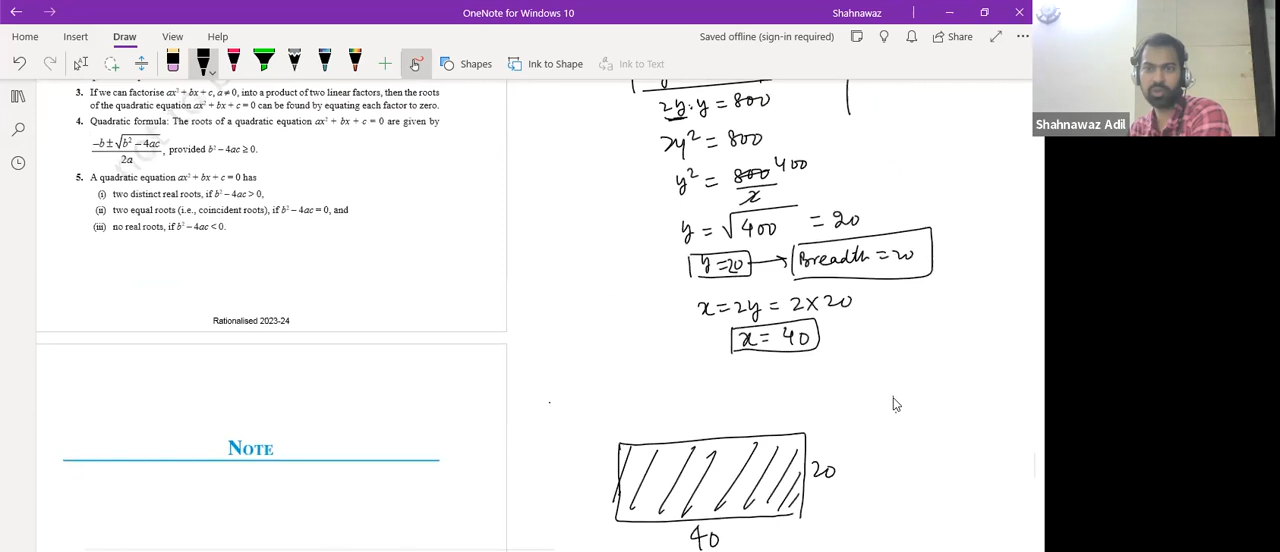 OneNote for Windows 10
Shahnawaz
Home Insert Draw View Help
Saved offline (sign-in required)
Share
Shapes
Ink to Shape
Ink to Text
3. If we can factorise ax² + bx + c, a ≠ 0, into a product of two linear factors, then the roots
of the quadratic equation ax² + bx + c = 0 can be found by equating each factor to zero.
4. Quadratic formula: The roots of a quadratic equation ax² + bx + c = 0 are given by
(-b ± √(b² – 4ac))/2a, provided b² – 4ac ≥ 0.
5. A quadratic equation ax² + bx + c = 0 has
(i) two distinct real roots, if b² – 4ac > 0,
(ii) two equal roots (i.e., coincident roots), if b² – 4ac = 0, and
(iii) no real roots, if b² – 4ac < 0.
Rationalised 2023-24
NOTE
2y·y = 800
2y² = 800
y² = 800/2 400
y = √400 = 20
y = 20 → Breadth = 20
x = 2y = 2 × 20
x = 40
20
40
Shahnawaz Adil